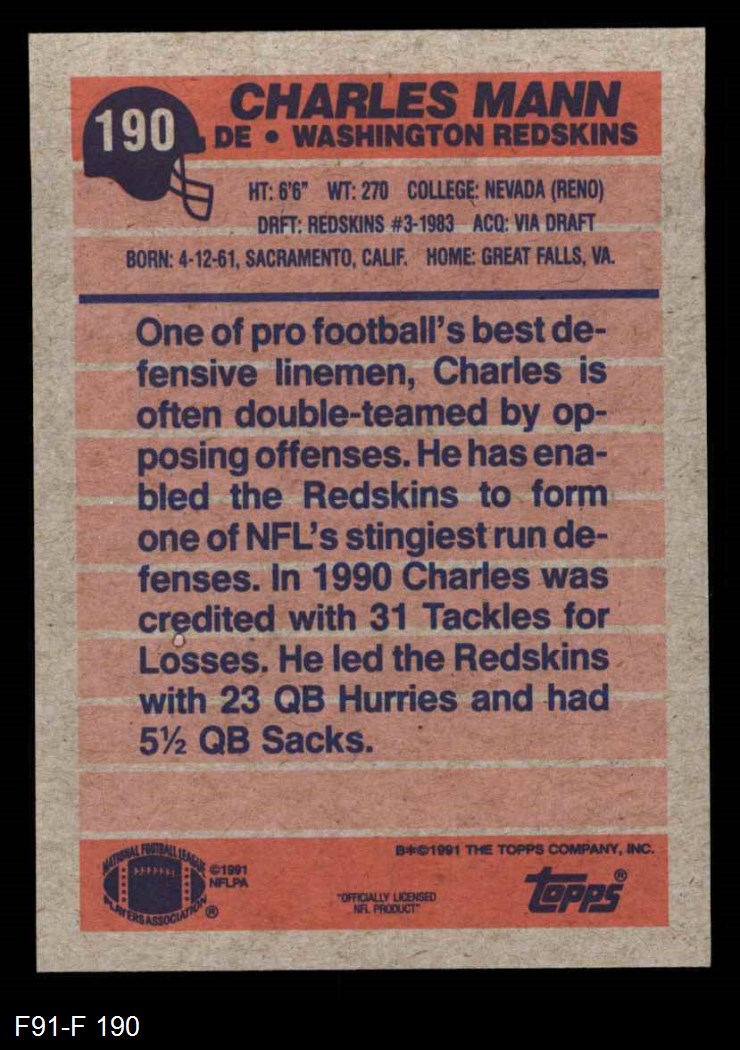 190
CHARLES MANN
DE • WASHINGTON REDSKINS
HT: 6'6" WT: 270 COLLEGE: NEVADA (RENO)
DRFT: REDSKINS #3-1983 ACQ: VIA DRAFT
BORN: 4-12-61, SACRAMENTO, CALIF. HOME: GREAT FALLS, VA.
One of pro football's best de-
fensive linemen, Charles is
often double-teamed by op-
posing offenses. He has ena-
bled the Redskins to form
one of NFL's stingiest run de-
fenses. In 1990 Charles was
credited with 31 Tackles for
Losses. He led the Redskins
with 23 QB Hurries and had
5½ QB Sacks.
NATIONAL FOOTBALL LEAGUE
PLAYERS ASSOCIATION ®
©1991
NFLPA
"OFFICIALLY LICENSED
NFL PRODUCT"
B*©1991 THE TOPPS COMPANY, INC.
topps®
F91-F 190